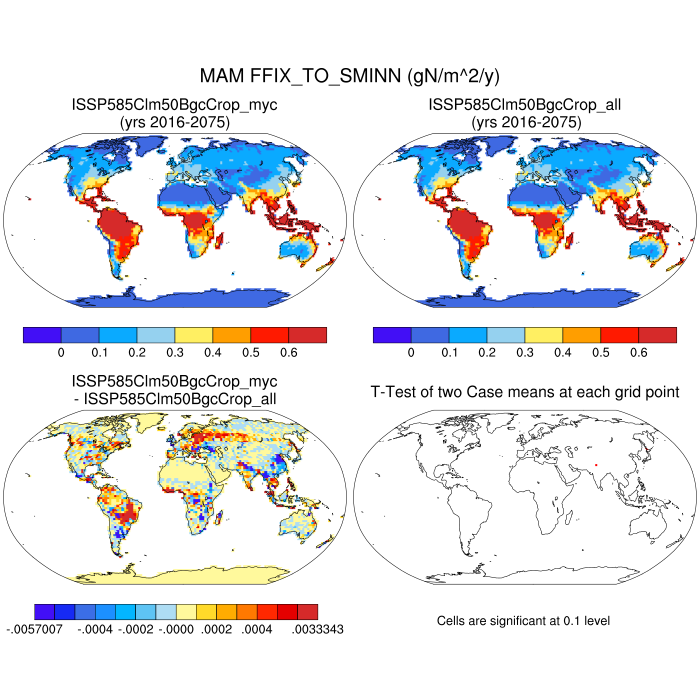 MAM FFIX_TO_SMINN (gN/m^2/y)
ISSP585Clm50BgcCrop_myc
(yrs 2016-2075)
ISSP585Clm50BgcCrop_all
(yrs 2016-2075)
0 0.1 0.2 0.3 0.4 0.5 0.6
0 0.1 0.2 0.3 0.4 0.5 0.6
ISSP585Clm50BgcCrop_myc
- ISSP585Clm50BgcCrop_all
T-Test of two Case means at each grid point
-.0057007 -.0004 -.0002 -.0000 .0002 .0004 .0033343
Cells are significant at 0.1 level